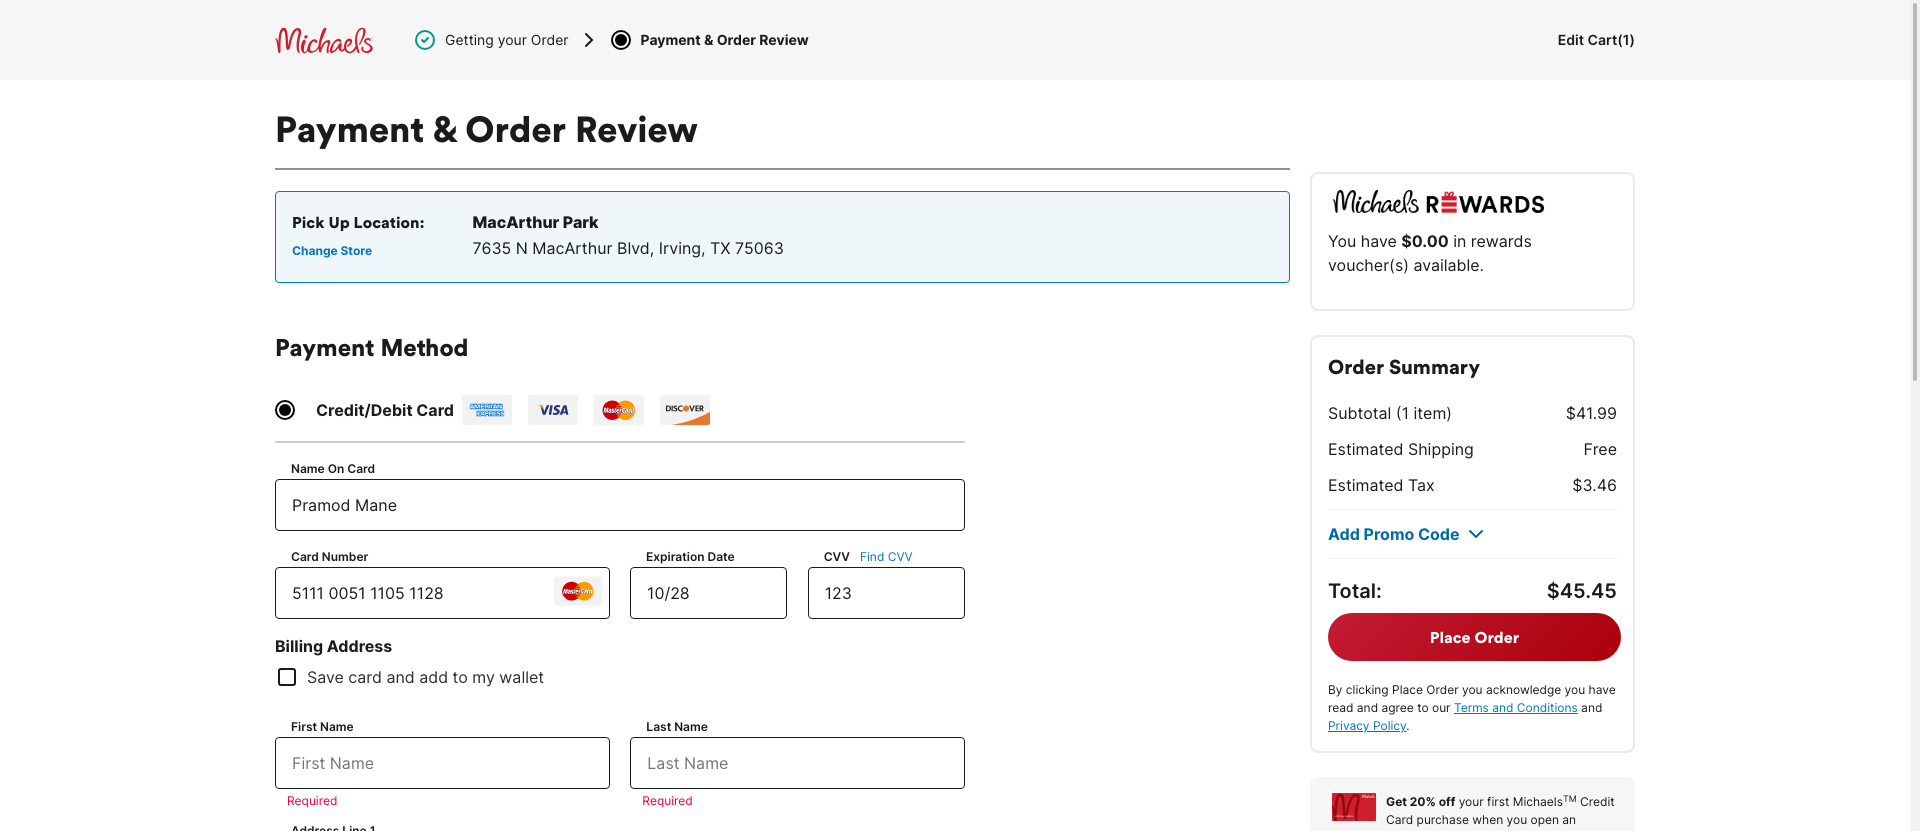 Michaels
Getting your Order
Payment & Order Review
Edit Cart(1)
Payment & Order Review
Pick Up Location:
Change Store
MacArthur Park
7635 N MacArthur Blvd, Irving, TX 75063
Payment Method
Credit/Debit Card
AMERICAN EXPRESS
VISA
MasterCard
DISCOVER
Name On Card
Pramod Mane
Card Number
Expiration Date
CVV Find CVV
5111 0051 1105 1128
MasterCard
10/28
123
Billing Address
Save card and add to my wallet
First Name
Last Name
First Name
Last Name
Required
Required
Address Line 1
Michaels REWARDS
You have $0.00 in rewards
voucher(s) available.
Order Summary
Subtotal (1 item) $41.99
Estimated Shipping Free
Estimated Tax $3.46
Add Promo Code
Total: $45.45
Place Order
By clicking Place Order you acknowledge you have
read and agree to our Terms and Conditions and
Privacy Policy.
Get 20% off your first Michaels™ Credit
Card purchase when you open an